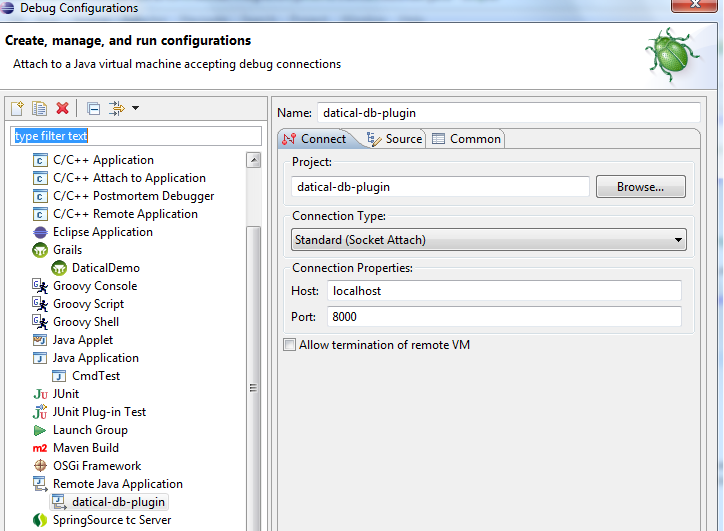 Debug Configurations
Create, manage, and run configurations
Attach to a Java virtual machine accepting debug connections
type filter text
C/C++ Application
C/C++ Attach to Application
C/C++ Postmortem Debugger
C/C++ Remote Application
Eclipse Application
Grails
DaticalDemo
Groovy Console
Groovy Script
Groovy Shell
Java Applet
Java Application
CmdTest
JUnit
JUnit Plug-in Test
Launch Group
m2 Maven Build
OSGi Framework
Remote Java Application
datical-db-plugin
SpringSource tc Server
Name: datical-db-plugin
Connect Source Common
Project:
datical-db-plugin Browse...
Connection Type:
Standard (Socket Attach)
Connection Properties:
Host: localhost
Port: 8000
Allow termination of remote VM